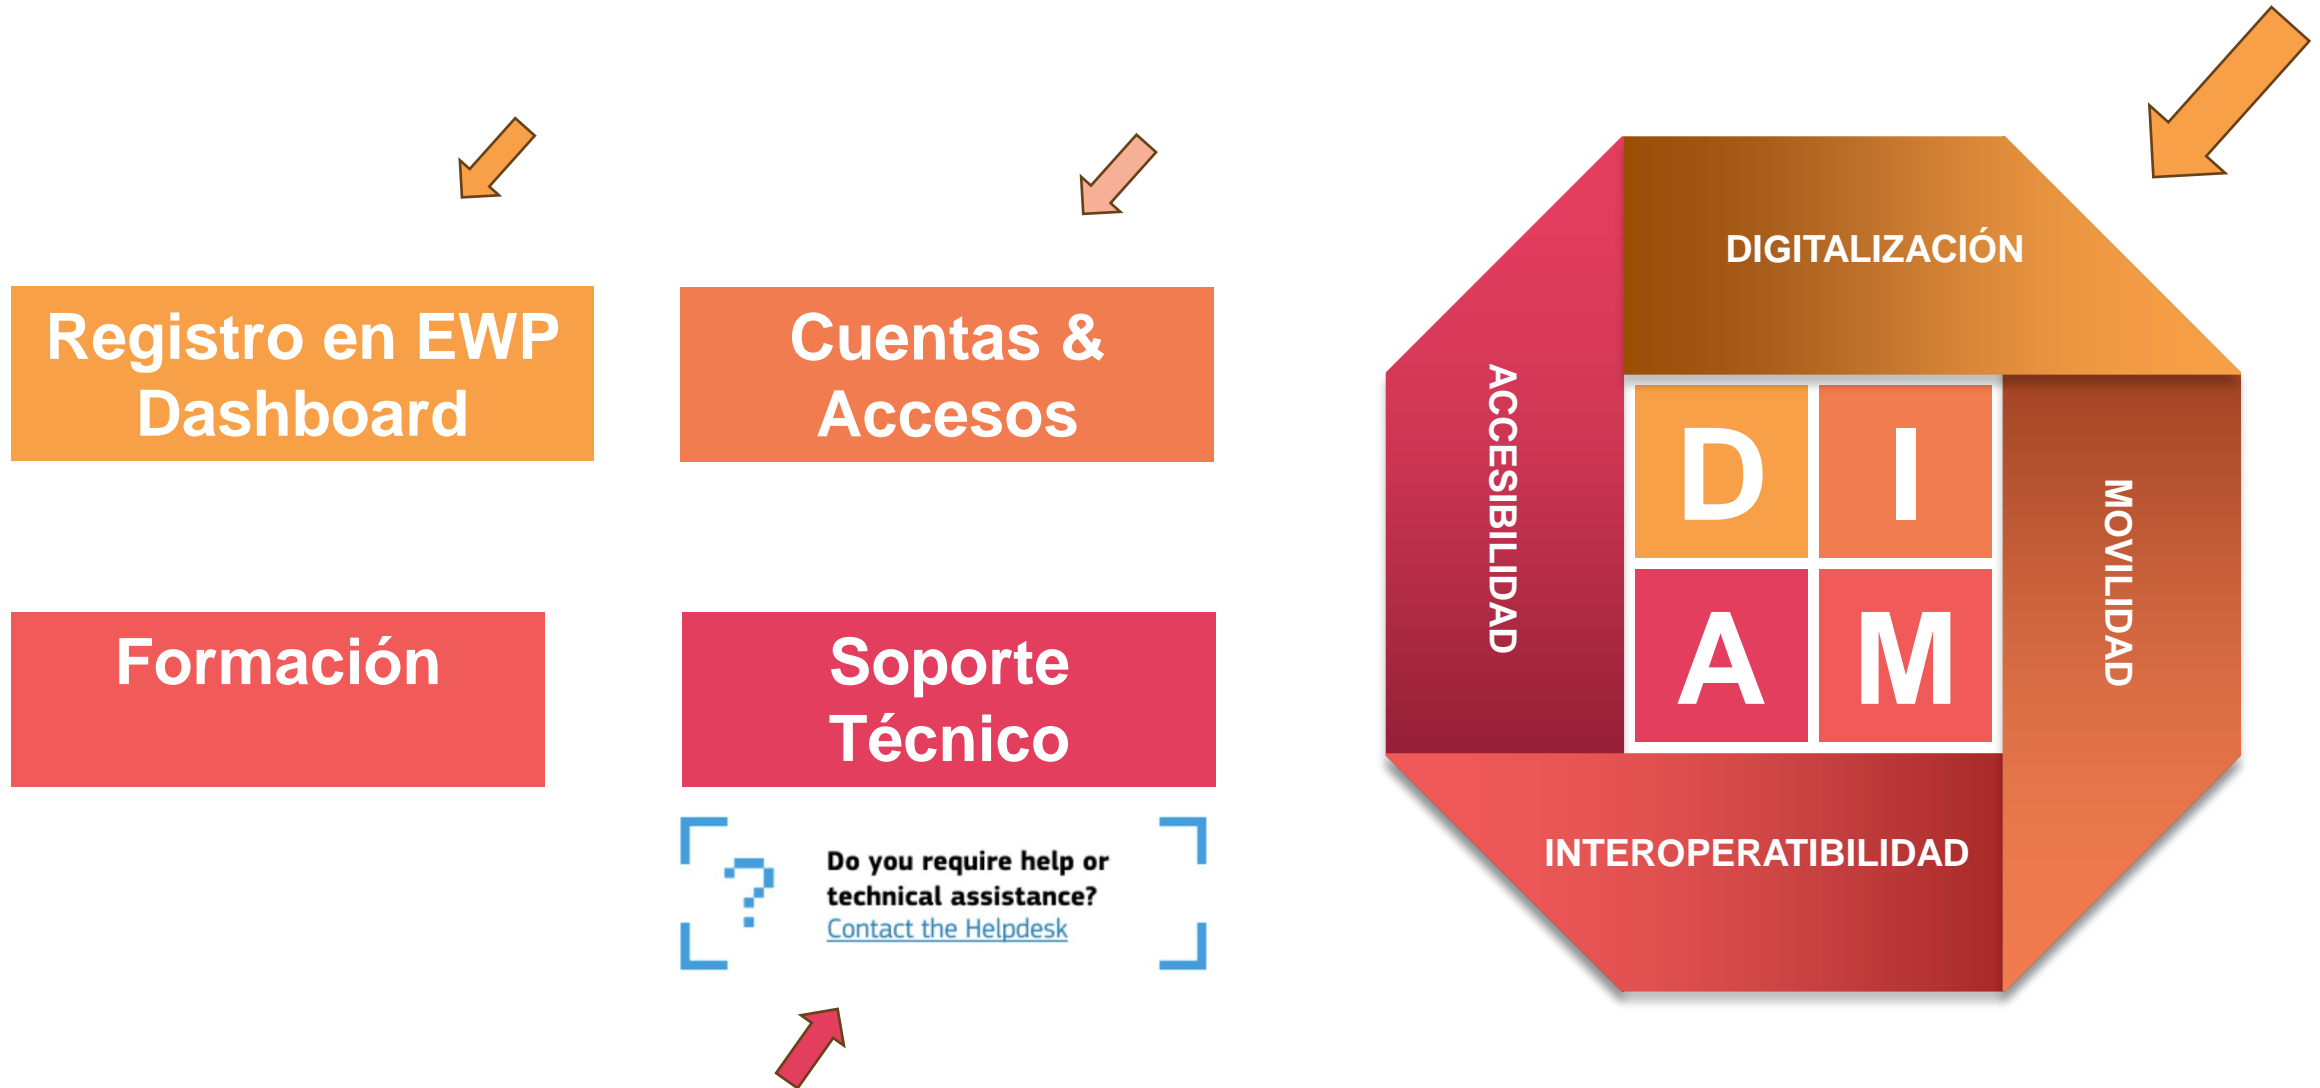 Registro en EWP
Dashboard
Cuentas &
Accesos
Formación
Soporte
Técnico
Do you require help or
technical assistance?
Contact the Helpdesk
DIGITALIZACIÓN
ACCESIBILIDAD
D I
A M
MOVILIDAD
INTEROPERATIBILIDAD